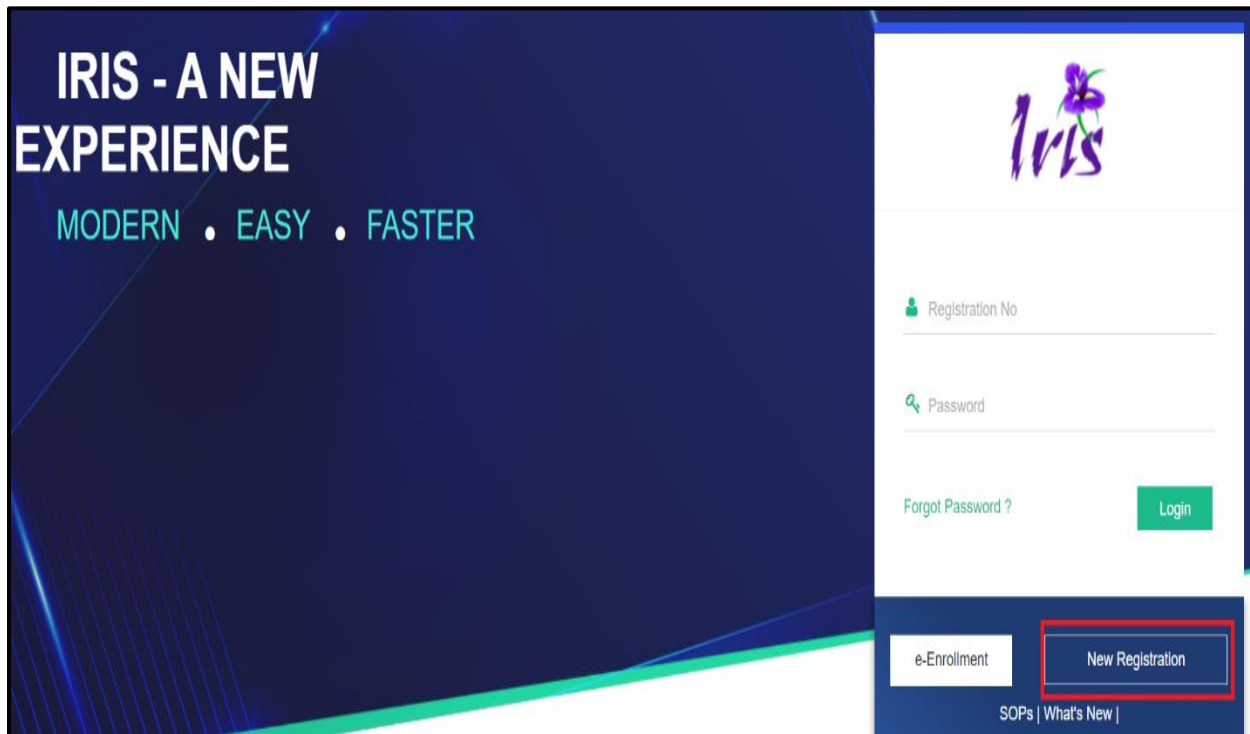 IRIS - A NEW
EXPERIENCE
MODERN . EASY . FASTER
Iris
Registration No
Password
Forgot Password ?
Login
e-Enrollment
New Registration
SOPs | What's New |